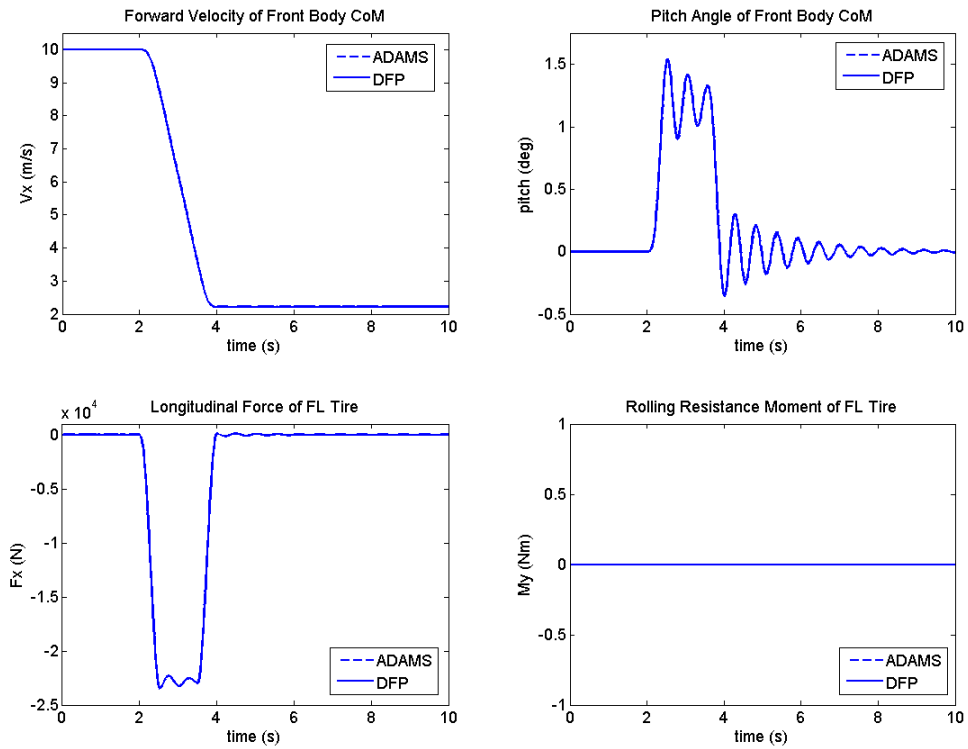 Forward Velocity of Front Body CoM
10
9
8
7
6
5
4
3
2
Vx (m/s)
ADAMS
DFP
0 2 4 6 8 10
time (s)
Pitch Angle of Front Body CoM
1.5
1
0.5
0
-0.5
pitch (deg)
ADAMS
DFP
0 2 4 6 8 10
time (s)
Longitudinal Force of FL Tire
x 10^4
0
-0.5
-1
-1.5
-2
-2.5
Fx (N)
ADAMS
DFP
0 2 4 6 8 10
time (s)
Rolling Resistance Moment of FL Tire
1
0.5
0
-0.5
-1
My (Nm)
ADAMS
DFP
0 2 4 6 8 10
time (s)